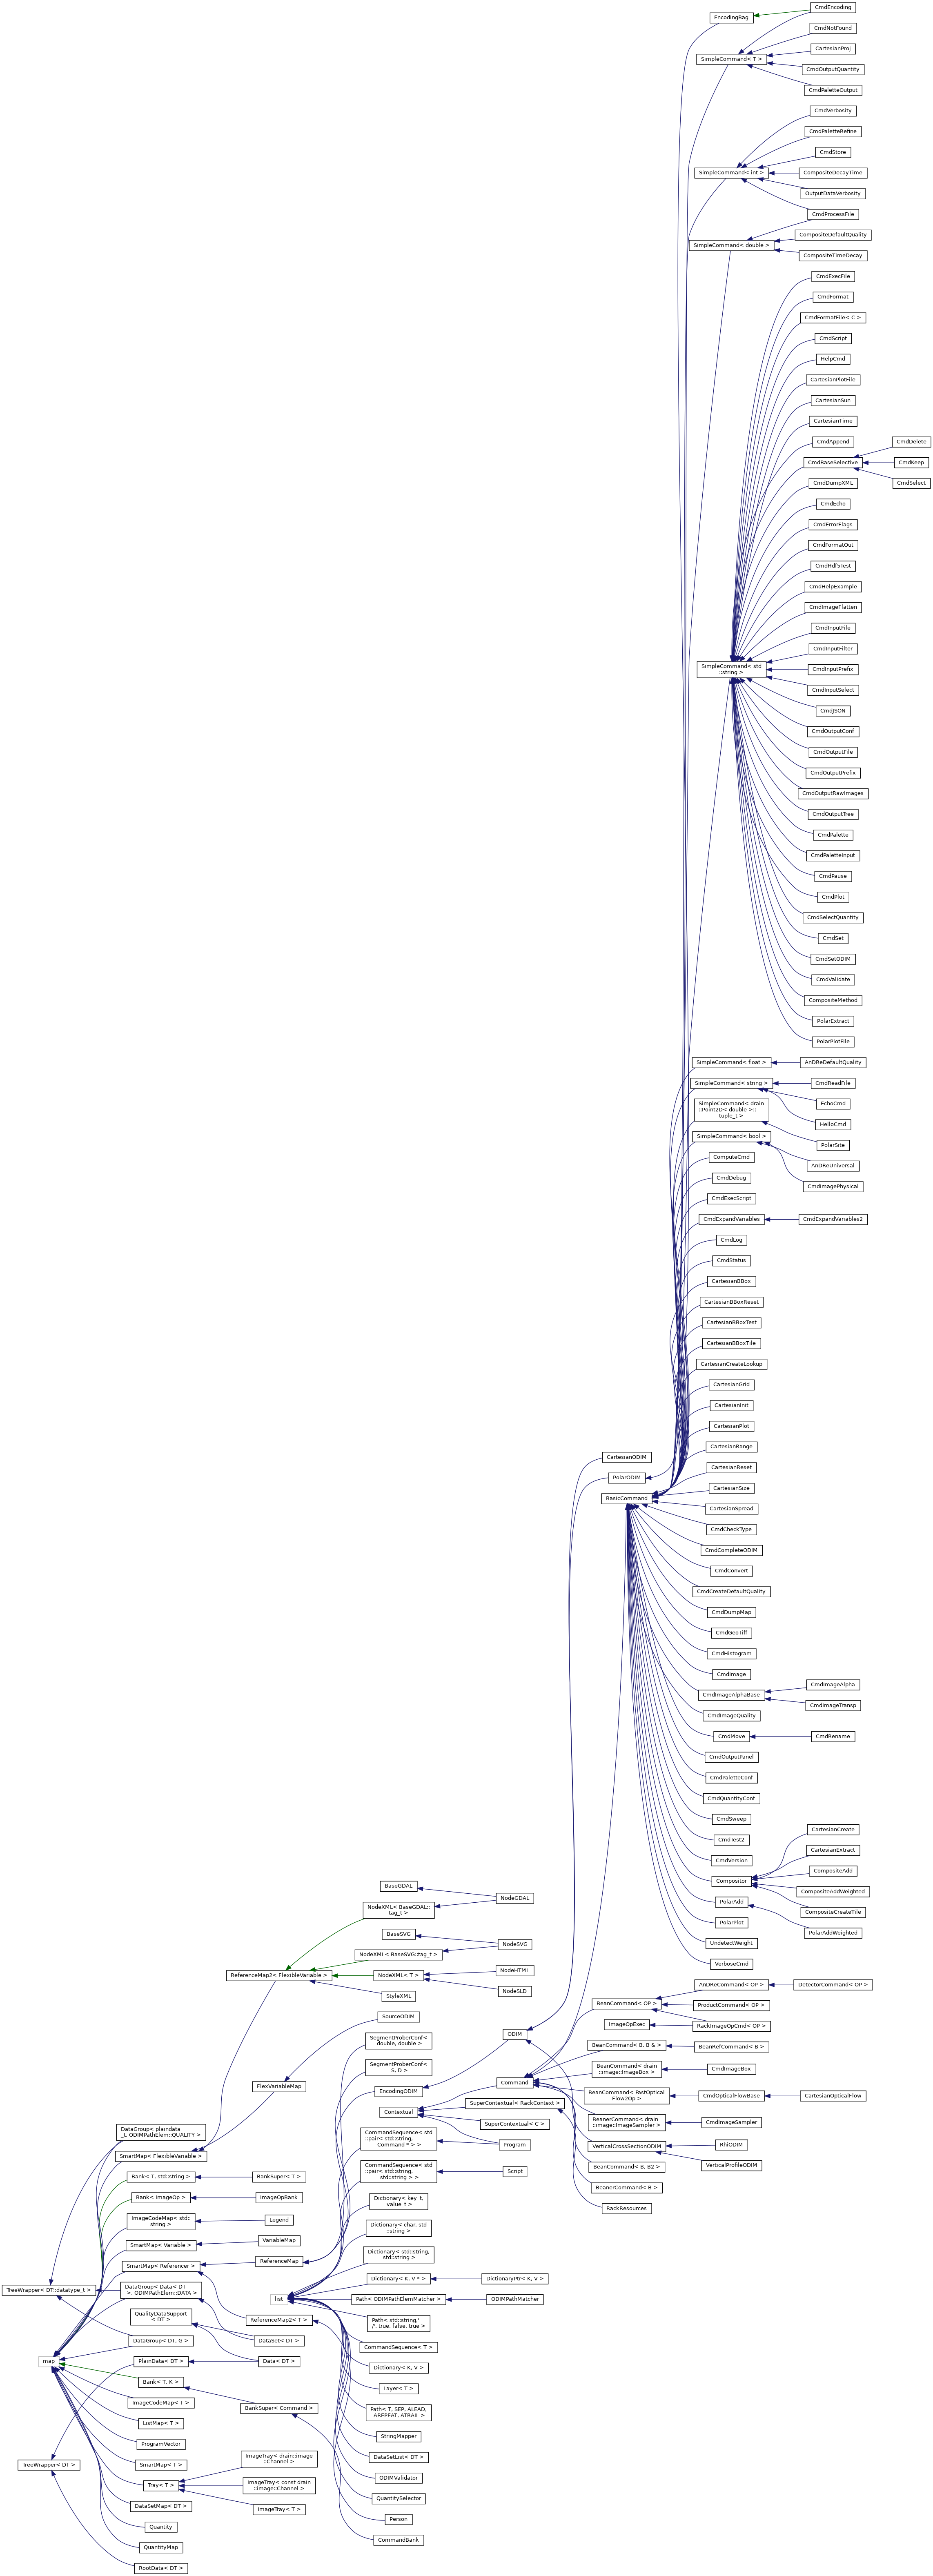 CmdEncoding
EncodingBag
CmdNotFound
CartesianProj
SimpleCommand< T >
CmdOutputQuantity
CmdPaletteOutput
CmdVerbosity
CmdPaletteRefine
CmdStore
SimpleCommand< int >
CompositeDecayTime
OutputDataVerbosity
CmdProcessFile
CompositeDefaultQuality
SimpleCommand< double >
CompositeTimeDecay
CmdExecFile
CmdFormat
CmdFormatFile< C >
CmdScript
HelpCmd
CartesianPlotFile
CartesianSun
CartesianTime
CmdAppend
CmdDelete
CmdBaseSelective
CmdKeep
CmdDumpXML
CmdSelect
CmdEcho
CmdErrorFlags
CmdFormatOut
CmdHdf5Test
CmdHelpExample
CmdImageFlatten
CmdInputFile
CmdInputFilter
SimpleCommand< std
::string >
CmdInputPrefix
CmdInputSelect
CmdJSON
CmdOutputConf
CmdOutputFile
CmdOutputPrefix
CmdOutputRawImages
CmdOutputTree
CmdPalette
CmdPaletteInput
CmdPause
CmdPlot
CmdSelectQuantity
CmdSet
CmdSetODIM
CmdValidate
CompositeMethod
PolarExtract
PolarPlotFile
SimpleCommand< float >
AnDReDefaultQuality
SimpleCommand< string >
CmdReadFile
SimpleCommand< drain
::Point2D< double >::
tuple_t >
EchoCmd
HelloCmd
SimpleCommand< bool >
PolarSite
ComputeCmd
AnDReUniversal
CmdDebug
CmdImagePhysical
CmdExecScript
CmdExpandVariables
CmdExpandVariables2
CmdLog
CmdStatus
CartesianBBox
CartesianBBoxReset
CartesianBBoxTest
CartesianBBoxTile
CartesianCreateLookup
CartesianGrid
CartesianInit
CartesianPlot
CartesianRange
CartesianODIM
CartesianReset
PolarODIM
CartesianSize
BasicCommand
CartesianSpread
CmdCheckType
CmdCompleteODIM
CmdConvert
CmdCreateDefaultQuality
CmdDumpMap
CmdGeoTiff
CmdHistogram
CmdImage
CmdImageAlpha
CmdImageAlphaBase
CmdImageTransp
CmdImageQuality
CmdMove
CmdRename
CmdOutputPanel
CmdPaletteConf
CmdQuantityConf
CmdSweep
CartesianCreate
CmdTest2
CartesianExtract
CmdVersion
CompositeAdd
Compositor
CompositeAddWeighted
BaseGDAL
NodeGDAL
PolarAdd
CompositeCreateTile
NodeXML< BaseGDAL::
tag_t >
PolarPlot
PolarAddWeighted
BaseSVG
NodeSVG
UndetectWeight
NodeXML< BaseSVG::tag_t >
VerboseCmd
NodeHTML
ReferenceMap2< FlexibleVariable >
NodeXML< T >
NodeSLD
AnDReCommand< OP >
DetectorCommand< OP >
StyleXML
BeanCommand< OP >
ProductCommand< OP >
SourceODIM
ImageOpExec
RackImageOpCmd< OP >
ODIM
SegmentProberConf<
double, double >
BeanCommand< B, B & >
BeanRefCommand< B >
SegmentProberConf<
S, D >
BeanCommand< drain
::image::ImageBox >
CmdImageBox
FlexVariableMap
Command
EncodingODIM
BeanCommand< FastOptical
Flow2Op >
CmdOpticalFlowBase
CartesianOpticalFlow
SuperContextual< RackContext >
Contextual
SuperContextual< C >
BeanerCommand< drain
::image::ImageSampler >
CmdImageSampler
DataGroup< plaindata
_t, ODIMPathElem::QUALITY >
CommandSequence< std
::pair< std::string,
Command * > >
Program
VerticalCrossSectionODIM
RhiODIM
SmartMap< FlexibleVariable >
VerticalProfileODIM
CommandSequence< std
::pair< std::string,
std::string > >
Script
BeanCommand< B, B2 >
Bank< T, std::string >
BankSuper< T >
BeanerCommand< B >
Bank< ImageOp >
ImageOpBank
Dictionary< key_t,
value_t >
RackResources
ImageCodeMap< std::
string >
Legend
Dictionary< char, std
::string >
SmartMap< Variable >
VariableMap
Dictionary< std::string,
std::string >
SmartMap< Referencer >
ReferenceMap
Dictionary< K, V * >
DictionaryPtr< K, V >
TreeWrapper< DT::datatype_t >
DataGroup< Data< DT
>, ODIMPathElem::DATA >
list
Path< ODIMPathElemMatcher >
ODIMPathMatcher
QualityDataSupport
< DT >
ReferenceMap2< T >
Path< std::string,'
/', true, false, true >
DataGroup< DT, G >
DataSet< DT >
CommandSequence< T >
map
PlainData< DT >
Data< DT >
Dictionary< K, V >
Bank< T, K >
Layer< T >
ImageCodeMap< T >
BankSuper< Command >
Path< T, SEP, ALEAD,
AREPEAT, ATRAIL >
ListMap< T >
StringMapper
ProgramVector
DataSetList< DT >
TreeWrapper< DT >
SmartMap< T >
ImageTray< drain::image
::Channel >
ODIMValidator
Tray< T >
ImageTray< const drain
::image::Channel >
QuantitySelector
DataSetMap< DT >
ImageTray< T >
Person
Quantity
CommandBank
QuantityMap
RootData< DT >